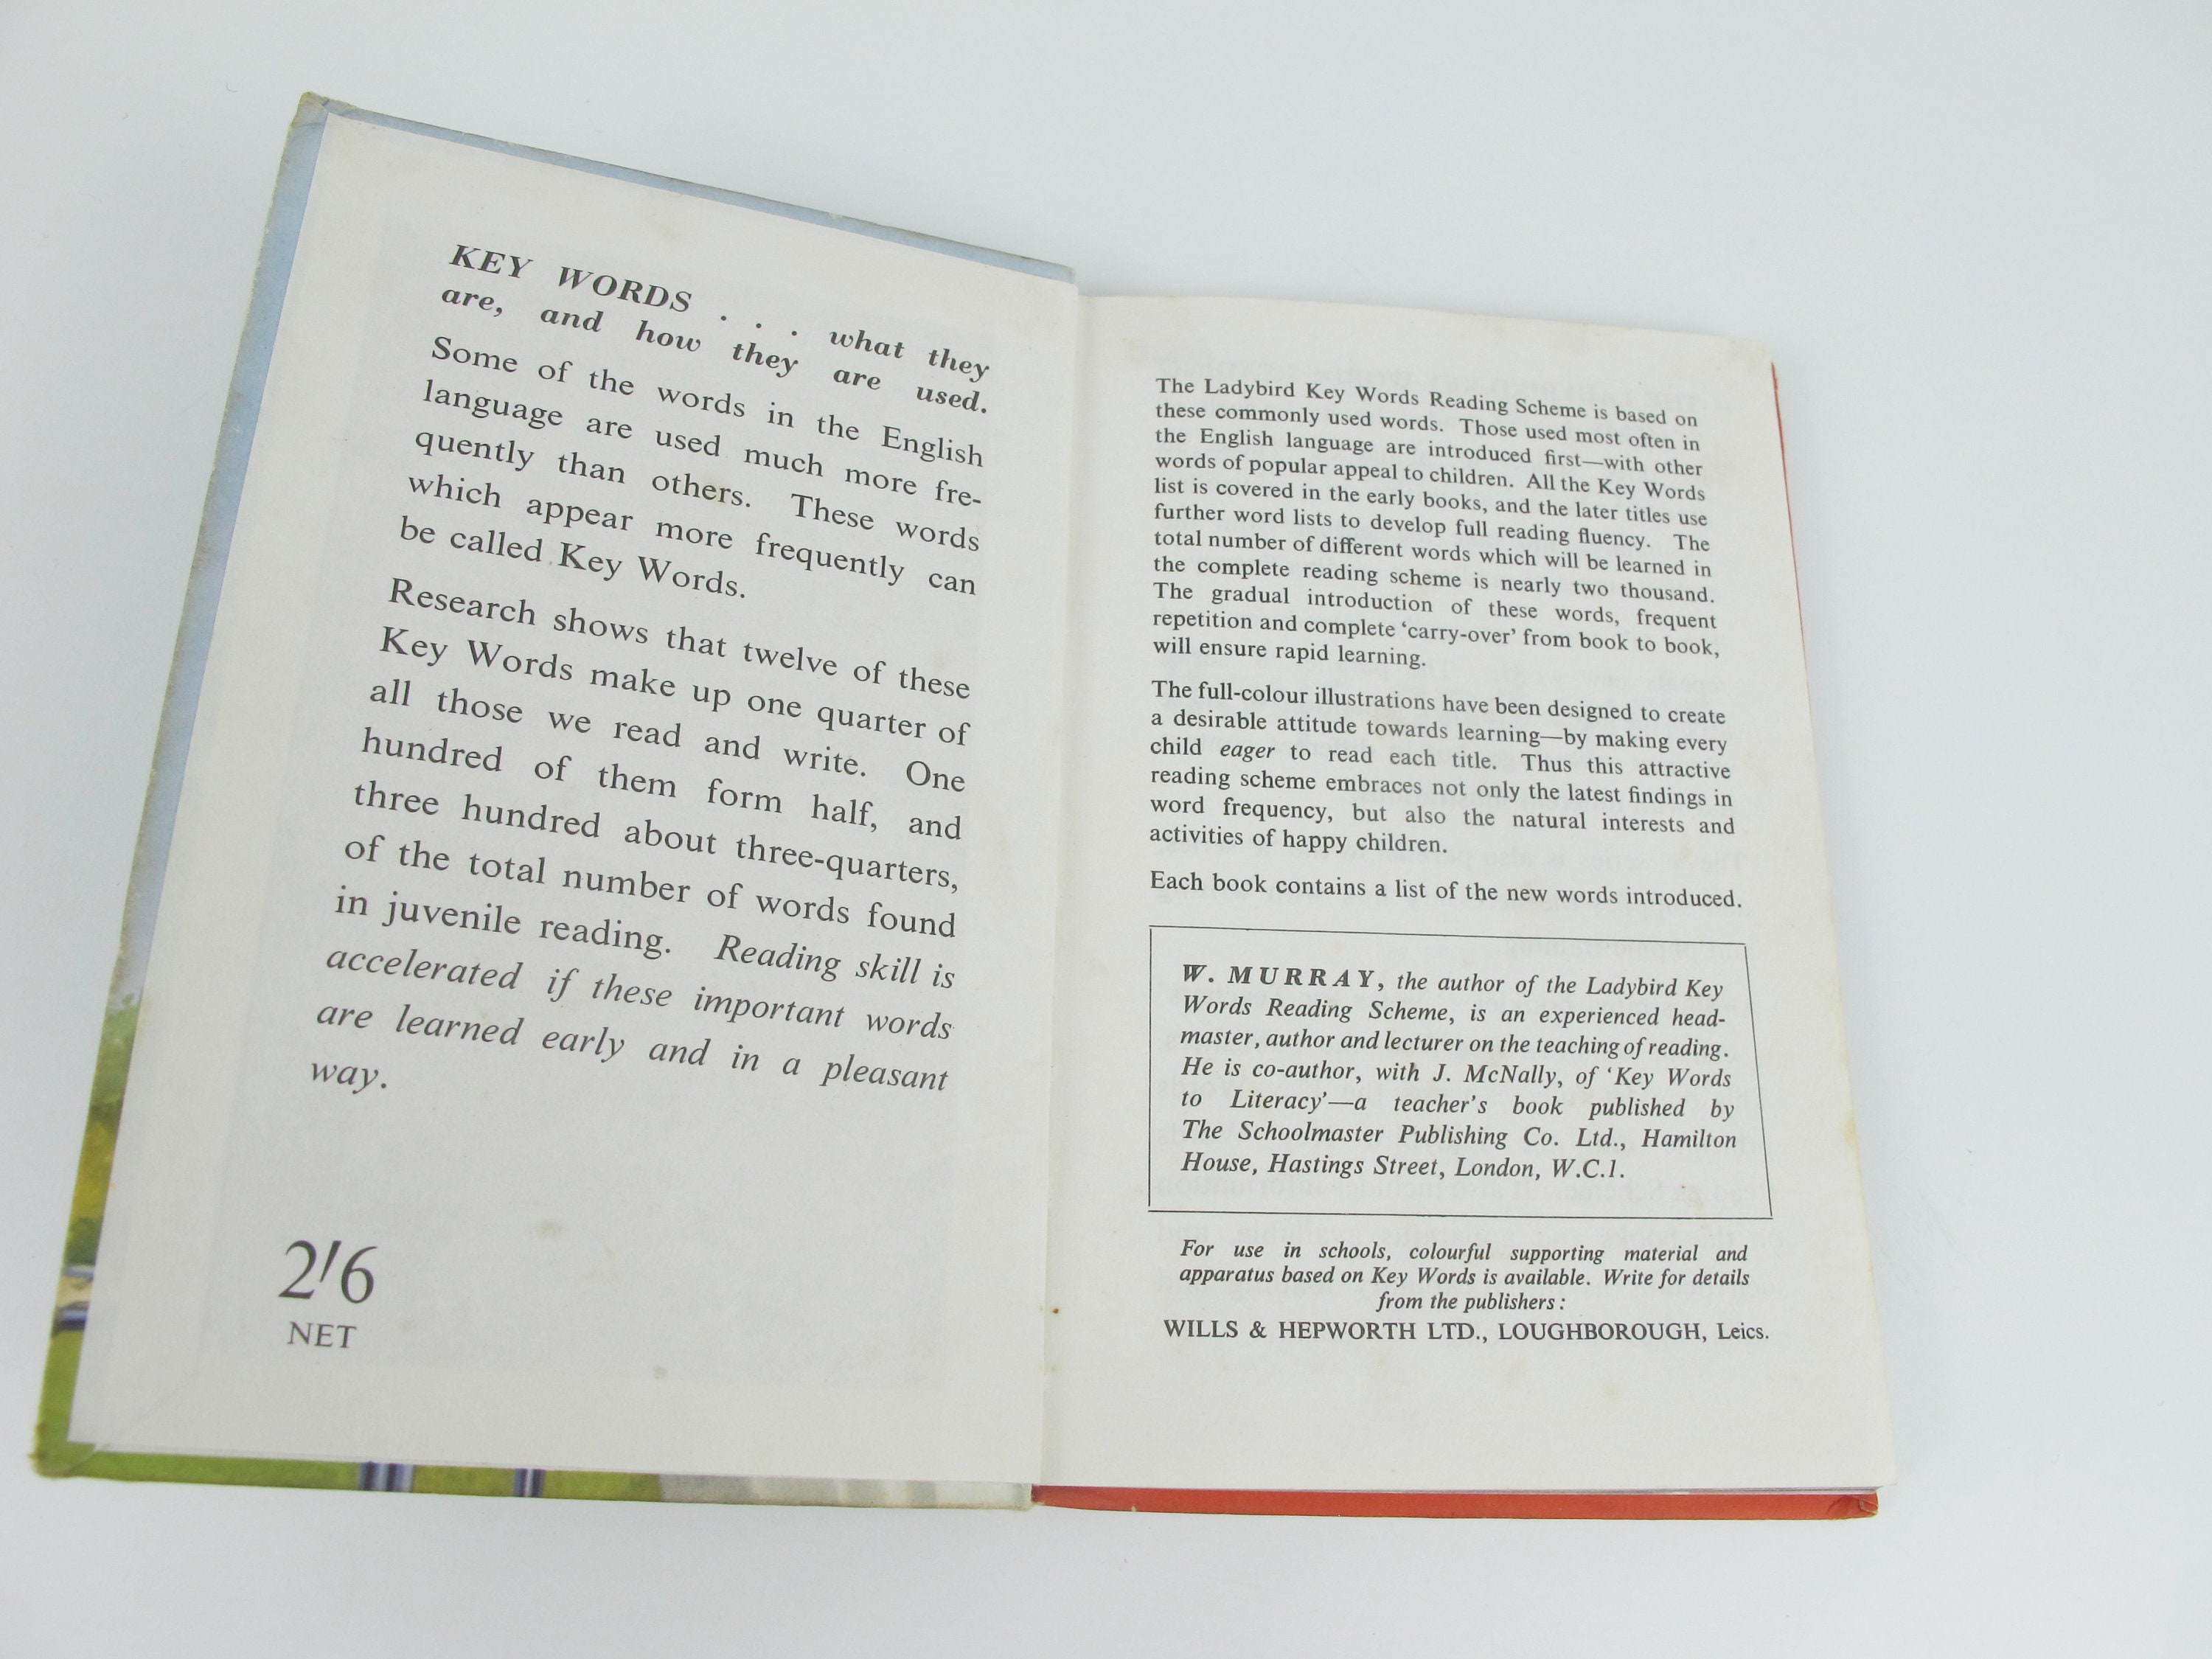 KEY WORDS . . . what they
are, and how they are used.
Some of the words in the English
language are used much more fre-
quently than others. These words
which appear more frequently can
be called Key Words.
Research shows that twelve of these
Key Words make up one quarter of
all those we read and write. One
hundred of them form half, and
three hundred about three-quarters,
of the total number of words found
in juvenile reading. Reading skill is
accelerated if these important words
are learned early and in a pleasant
way.
2/6
NET
The Ladybird Key Words Reading Scheme is based on
these commonly used words. Those used most often in
the English language are introduced first—with other
words of popular appeal to children. All the Key Words
list is covered in the early books, and the later titles use
further word lists to develop full reading fluency. The
total number of different words which will be learned in
the complete reading scheme is nearly two thousand.
The gradual introduction of these words, frequent
repetition and complete ‘carry-over’ from book to book,
will ensure rapid learning.
The full-colour illustrations have been designed to create
a desirable attitude towards learning—by making every
child eager to read each title. Thus this attractive
reading scheme embraces not only the latest findings in
word frequency, but also the natural interests and
activities of happy children.
Each book contains a list of the new words introduced.
W. MURRAY, the author of the Ladybird Key
Words Reading Scheme, is an experienced head-
master, author and lecturer on the teaching of reading.
He is co-author, with J. McNally, of ‘Key Words
to Literacy’—a teacher's book published by
The Schoolmaster Publishing Co. Ltd., Hamilton
House, Hastings Street, London, W.C.1.
For use in schools, colourful supporting material and
apparatus based on Key Words is available. Write for details
from the publishers :
WILLS & HEPWORTH LTD., LOUGHBOROUGH, Leics.